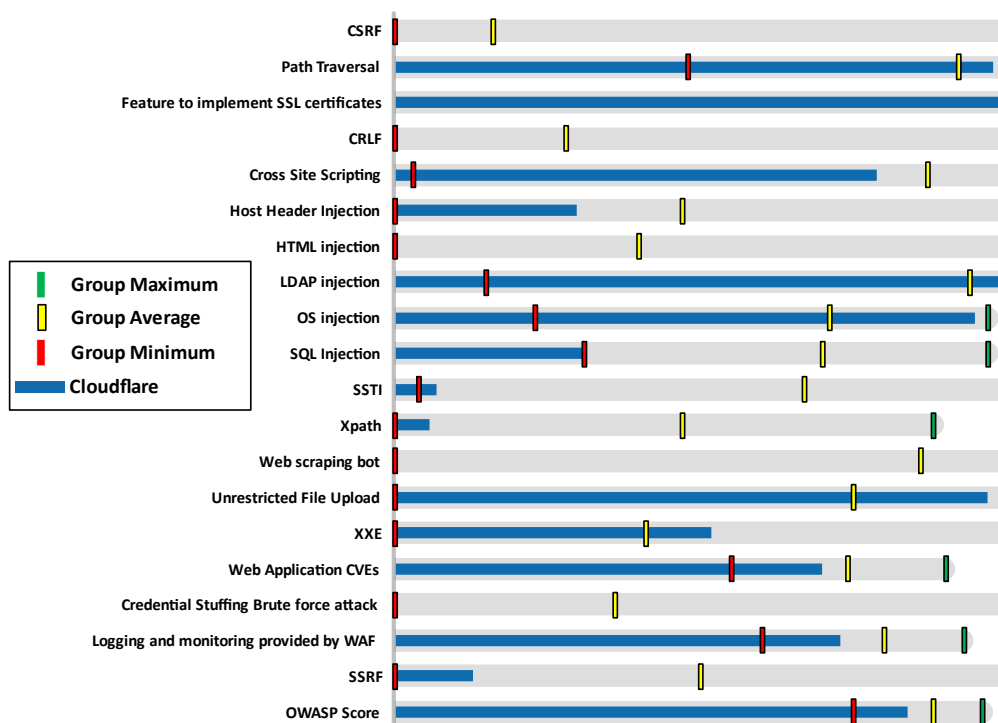 CSRF
Path Traversal
Feature to implement SSL certificates
CRLF
Cross Site Scripting
Host Header Injection
HTML injection
LDAP injection
OS injection
SQL Injection
SSTI
Xpath
Web scraping bot
Unrestricted File Upload
XXE
Web Application CVEs
Credential Stuffing Brute force attack
Logging and monitoring provided by WAF
SSRF
OWASP Score
Group Maximum
Group Average
Group Minimum
Cloudflare